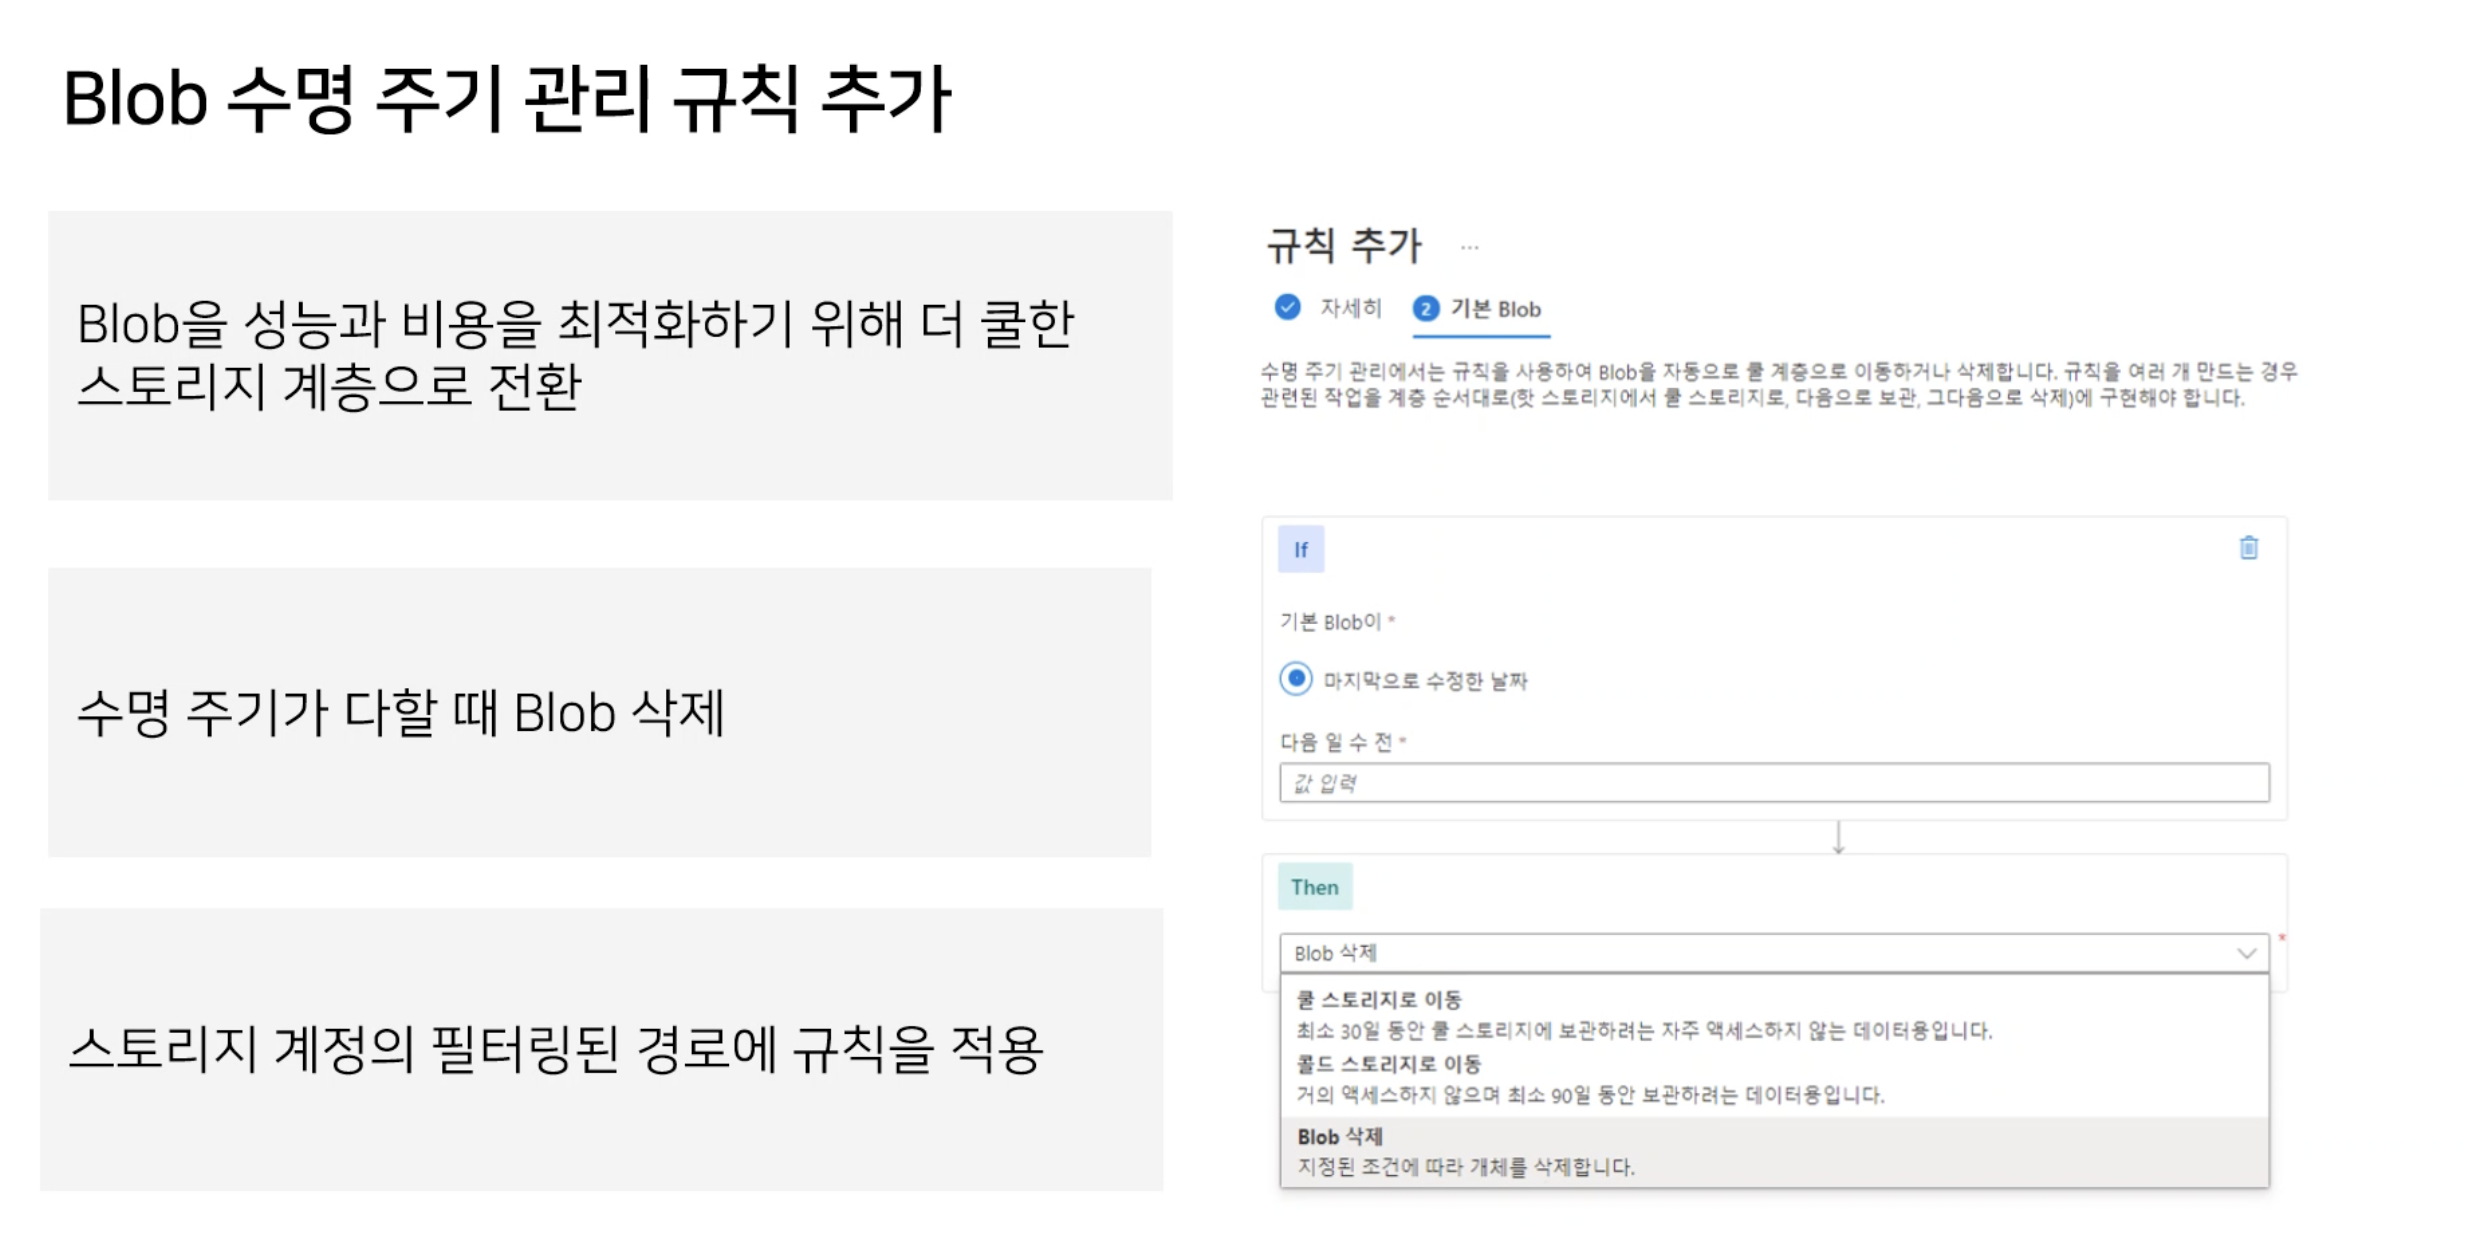 Blob 수명 주기 관리 규칙 추가
Blob을 성능과 비용을 최적화하기 위해 더 쿨한
스토리지 계층으로 전환
수명 주기가 다할 때 Blob 삭제
스토리지 계정의 필터링된 경로에 규칙을 적용
규칙 추가 ...
자세히 2 기본 Blob
수명 주기 관리에서는 규칙을 사용하여 Blob을 자동으로 쿨 계층으로 이동하거나 삭제합니다. 규칙을 여러 개 만드는 경우
관련된 작업을 계층 순서대로(핫 스토리지에서 쿨 스토리지로, 다음으로 보관, 그다음으로 삭제)에 구현해야 합니다.
If
기본 Blob이 *
마지막으로 수정한 날짜
다음 일 수 전 *
값 입력
Then
Blob 삭제 *
쿨 스토리지로 이동
최소 30일 동안 쿨 스토리지에 보관하려는 자주 액세스하지 않는 데이터용입니다.
콜드 스토리지로 이동
거의 액세스하지 않으며 최소 90일 동안 보관하려는 데이터용입니다.
Blob 삭제
지정된 조건에 따라 개체를 삭제합니다.